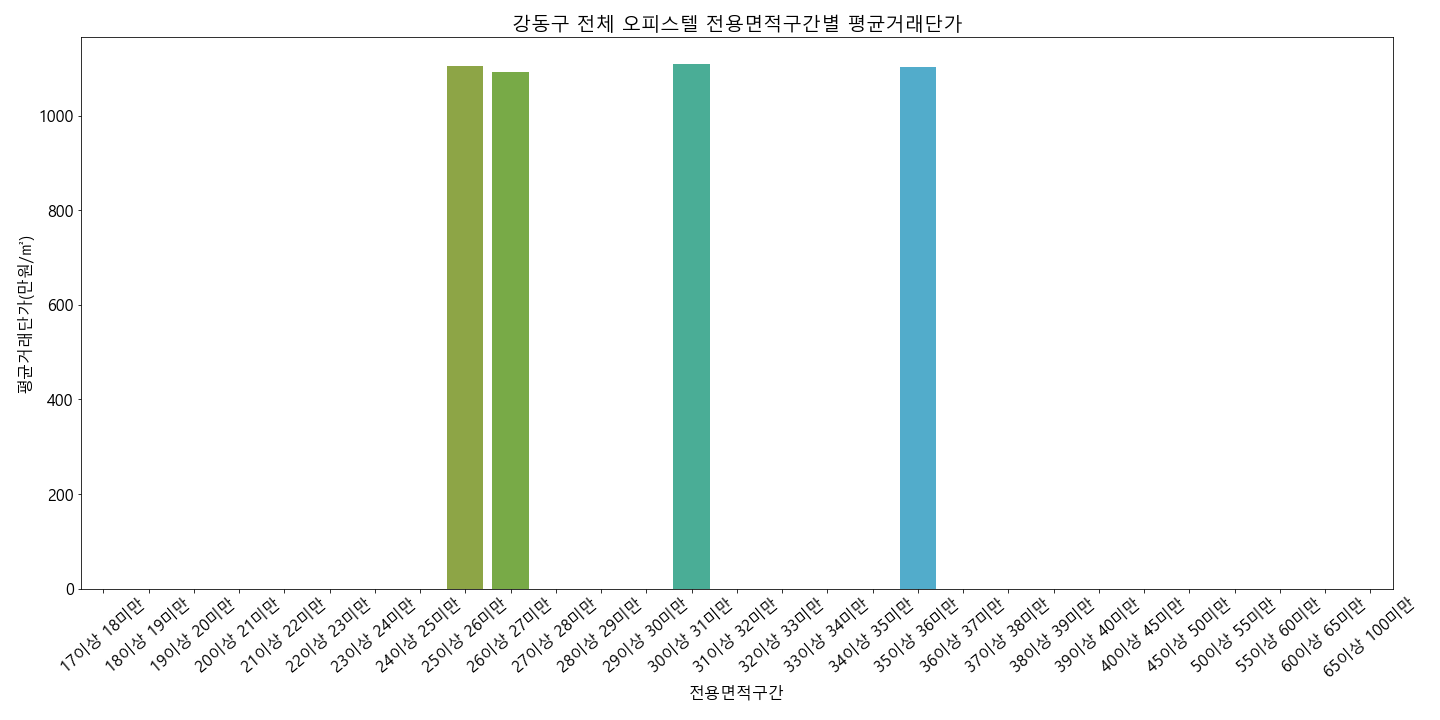 강동구 전체 오피스텔 전용면적구간별 평균거래단가
평균거래단가(만원/㎡)
1000
800
600
400
200
0
17이상 18미만
18이상 19미만
19이상 20미만
20이상 21미만
21이상 22미만
22이상 23미만
23이상 24미만
24이상 25미만
25이상 26미만
26이상 27미만
27이상 28미만
28이상 29미만
29이상 30미만
30이상 31미만
31이상 32미만
32이상 33미만
33이상 34미만
34이상 35미만
35이상 36미만
36이상 37미만
37이상 38미만
38이상 39미만
39이상 40미만
40이상 45미만
45이상 50미만
50이상 55미만
55이상 60미만
60이상 65미만
65이상 100미만
전용면적구간